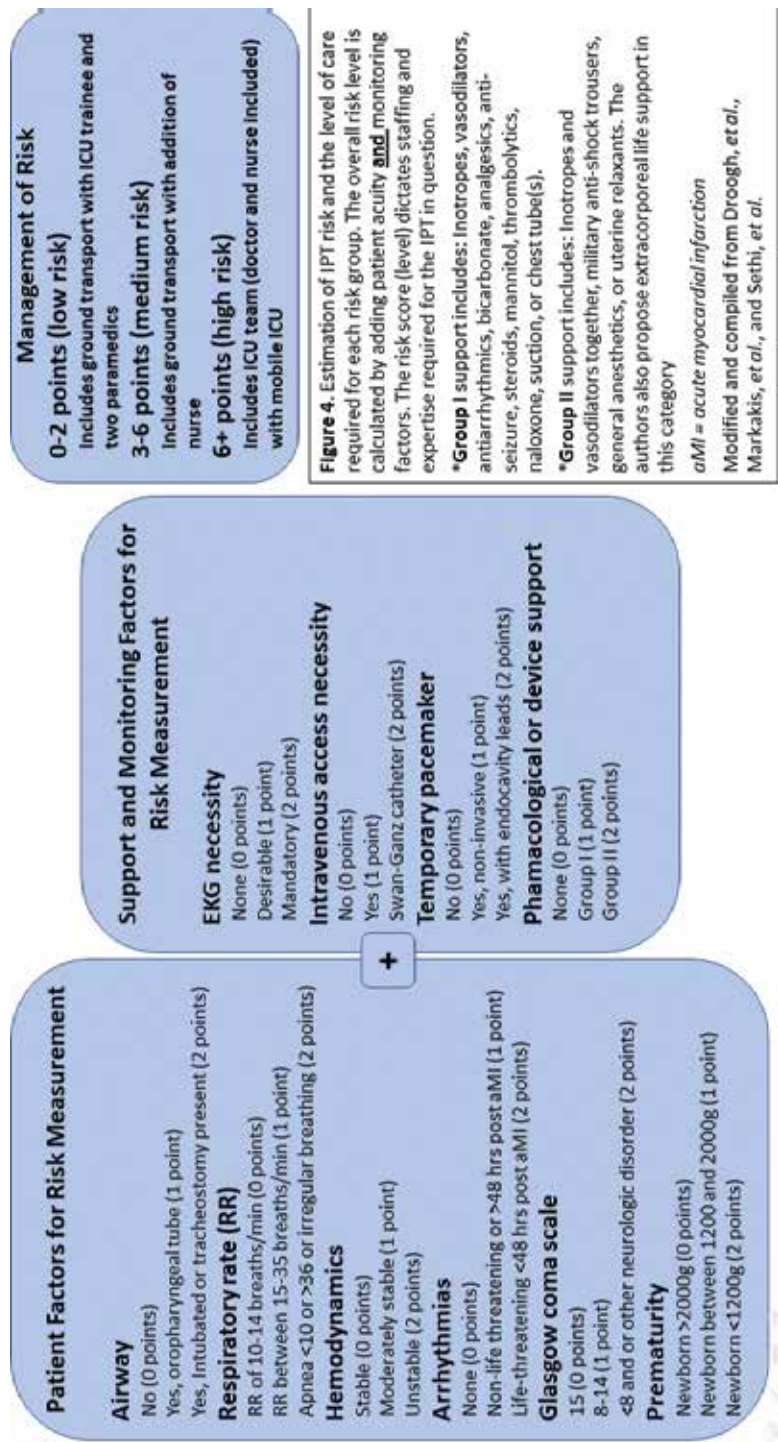 Patient Factors for Risk Measurement
Airway
No (0 points)
Yes, oropharyngeal tube (1 point)
Yes, Intubated or tracheostomy present (2 points)
Respiratory rate (RR)
RR of 10-14 breaths/min (0 points)
RR between 15-35 breaths/min (1 point)
Apnea <10 or >36 or irregular breathing (2 points)
Hemodynamics
Stable (0 points)
Moderately stable (1 point)
Unstable (2 points)
Arrhythmias
None (0 points)
Non-life threatening or >48 hrs post aMI (1 point)
Life-threatening <48 hrs post aMI (2 points)
Glasgow coma scale
15 (0 points)
8-14 (1 point)
<8 and or other neurologic disorder (2 points)
Prematurity
Newborn >2000g (0 points)
Newborn between 1200 and 2000g (1 point)
Newborn <1200g (2 points)
+
Support and Monitoring Factors for
Risk Measurement
EKG necessity
None (0 points)
Desirable (1 point)
Mandatory (2 points)
Intravenous access necessity
No (0 points)
Yes (1 point)
Swan-Ganz catheter (2 points)
Temporary pacemaker
No (0 points)
Yes, non-invasive (1 point)
Yes, with endocavity leads (2 points)
Phamacological or device support
None (0 points)
Group I (1 point)
Group II (2 points)
Management of Risk
0-2 points (low risk)
Includes ground transport with ICU trainee and
two paramedics
3-6 points (medium risk)
Includes ground transport with addition of
nurse
6+ points (high risk)
Includes ICU team (doctor and nurse included)
with mobile ICU
Figure 4. Estimation of IPT risk and the level of care
required for each risk group. The overall risk level is
calculated by adding patient acuity and monitoring
factors. The risk score (level) dictates staffing and
expertise required for the IPT in question.
*Group I support includes: Inotropes, vasodilators,
antiarrhythmics, bicarbonate, analgesics, anti-
seizure, steroids, mannitol, thrombolytics,
naloxone, suction, or chest tube(s).
*Group II support includes: Inotropes and
vasodilators together, military anti-shock trousers,
general anesthetics, or uterine relaxants. The
authors also propose extracorporeal life support in
this category
aMI = acute myocardial infarction
Modified and compiled from Droogh, et al.,
Markakis, et al., and Sethi, et al.